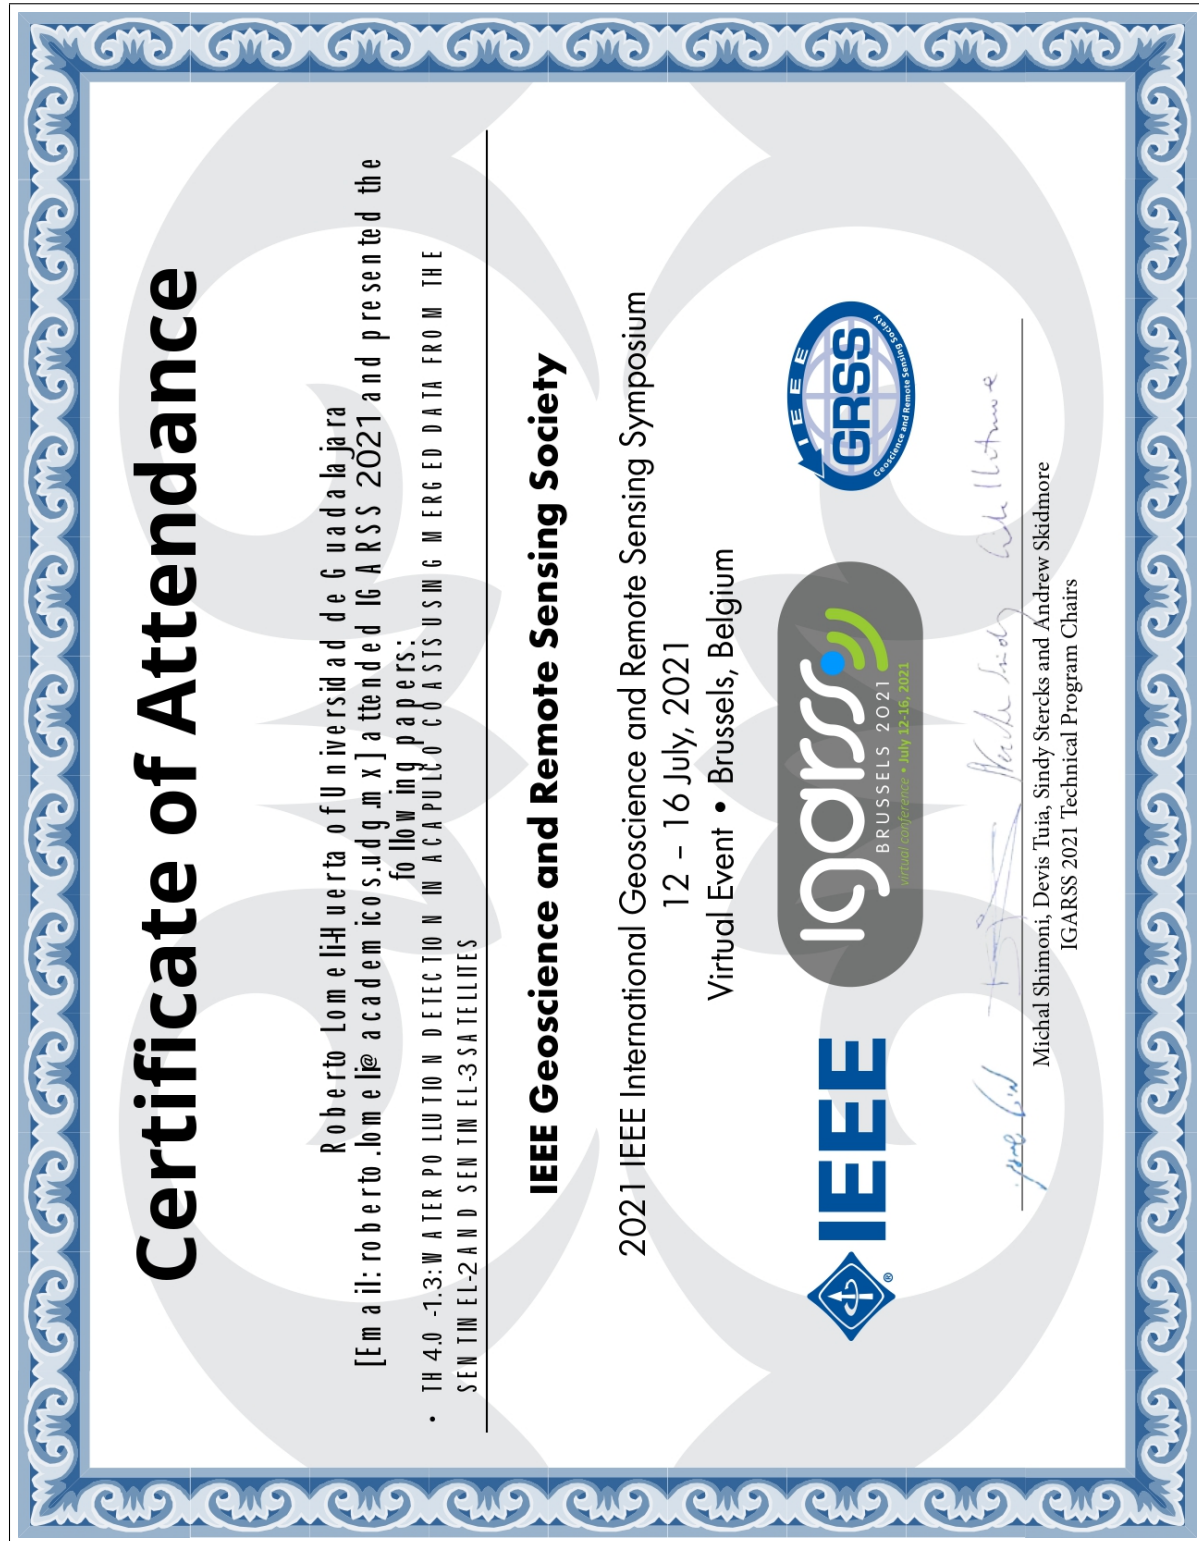 Certificate of Attendance
Roberto Lomeli-Huerta of Universidad de Guadalajara
[Email: roberto.lomeli@academicos.udg.mx] attended IGARSS 2021 and presented the
following papers:
• TH4.O-1.3: WATER POLLUTION DETECTION IN ACAPULCO COASTS USING MERGED DATA FROM THE
SENTINEL-2 AND SENTINEL-3 SATELLITES
IEEE Geoscience and Remote Sensing Society
2021 IEEE International Geoscience and Remote Sensing Symposium
12 – 16 July, 2021
Virtual Event • Brussels, Belgium
IEEE
®
igarss
BRUSSELS 2021
virtual conference • July 12-16, 2021
IEEE
GRSS
Geoscience and Remote Sensing Society
Michal Shimoni, Devis Tuia, Sindy Sterckx and Andrew Skidmore
IGARSS 2021 Technical Program Chairs